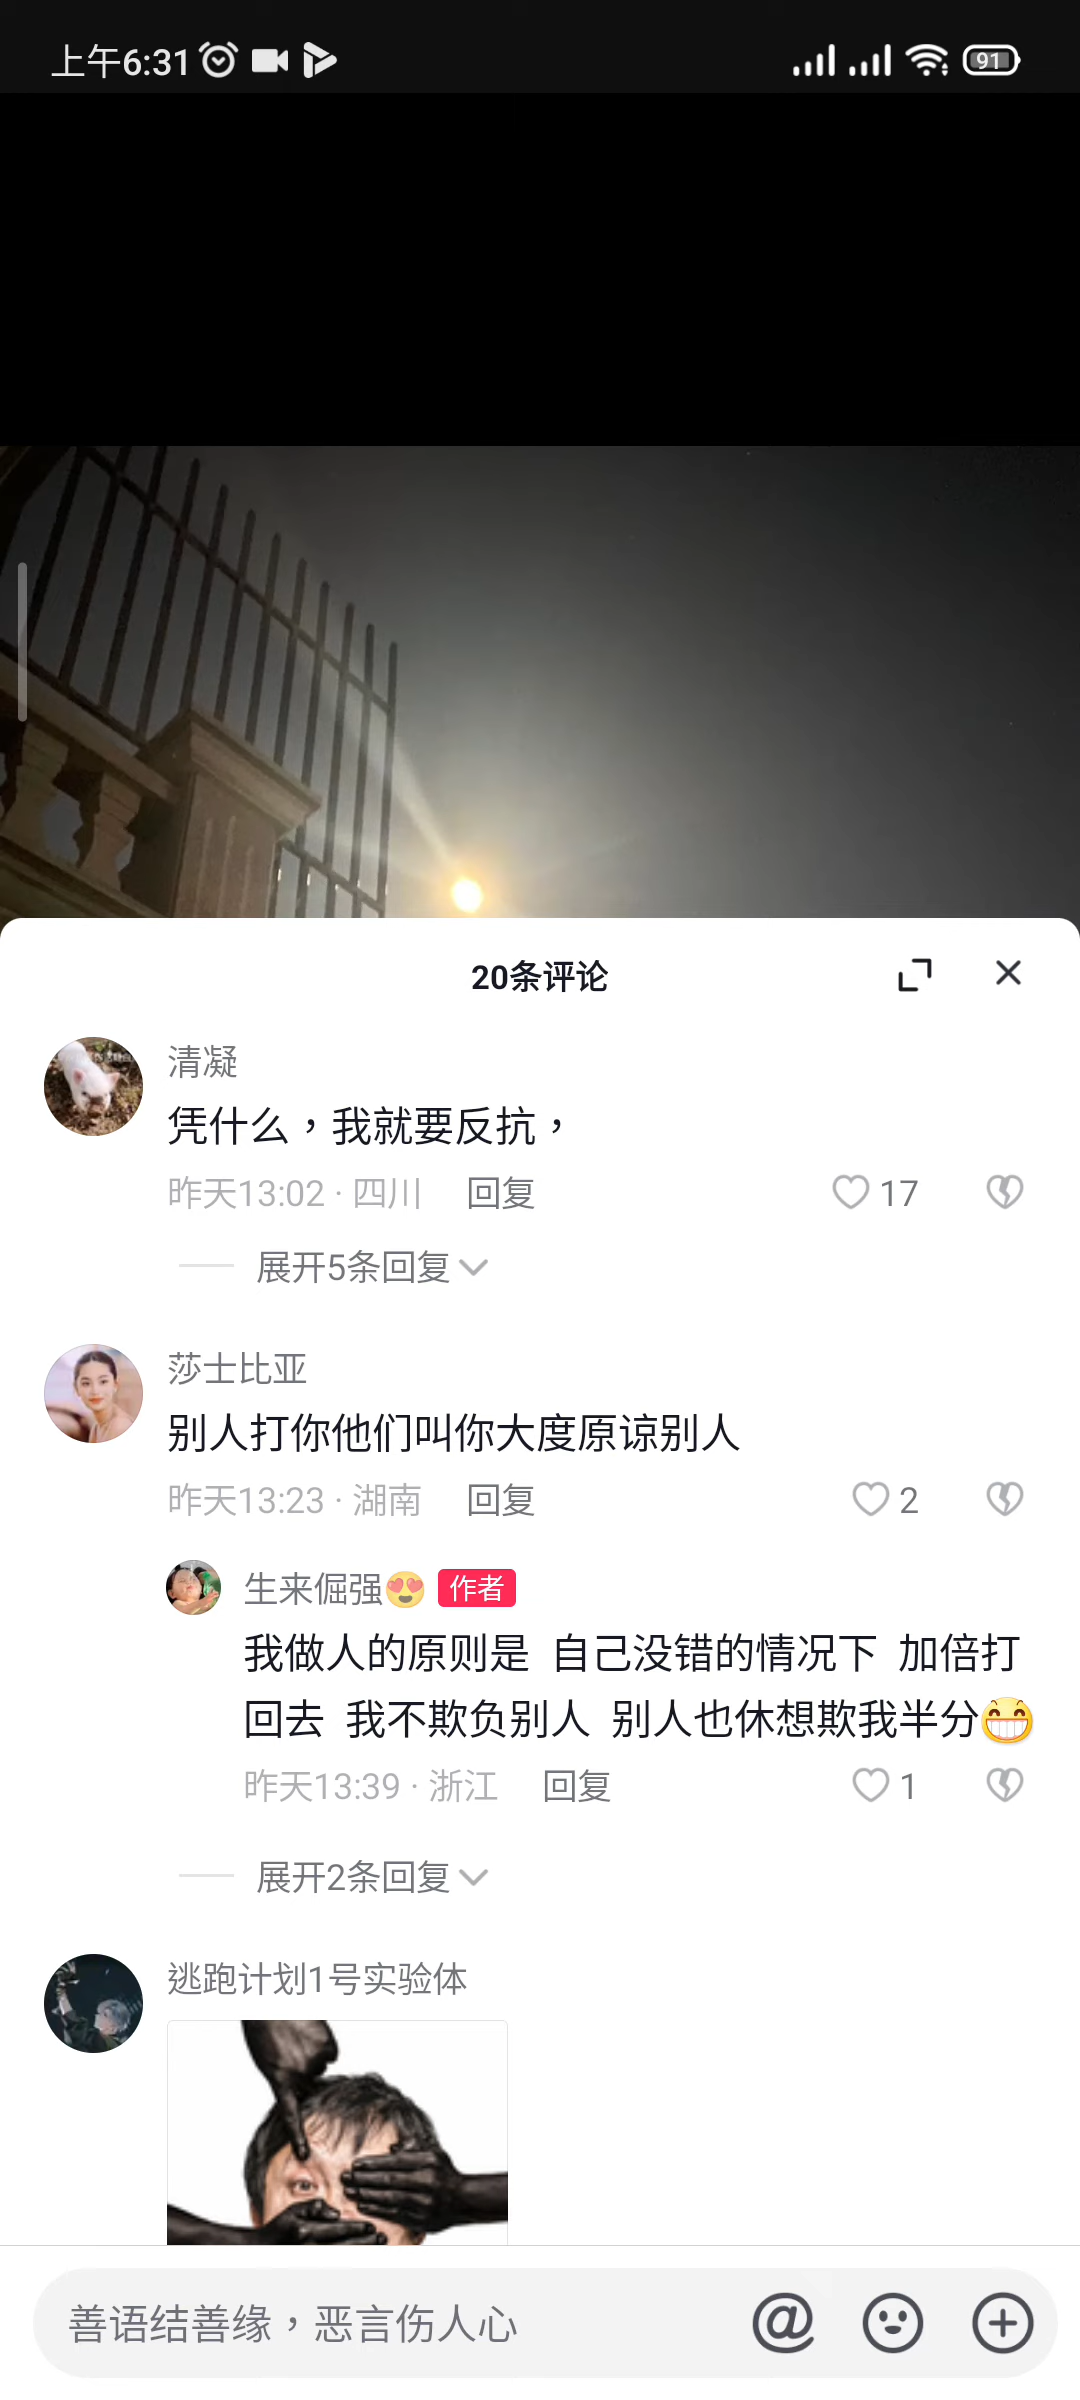 上午6:31
91
20条评论
清凝
凭什么，我就要反抗，
昨天13:02 · 四川 回复 17
展开5条回复
莎士比亚
别人打你他们叫你大度原谅别人
昨天13:23 · 湖南 回复 2
生来倔强😍 作者
我做人的原则是 自己没错的情况下 加倍打
回去 我不欺负别人 别人也休想欺我半分😁
昨天13:39 · 浙江 回复 1
展开2条回复
逃跑计划1号实验体
善语结善缘，恶言伤人心